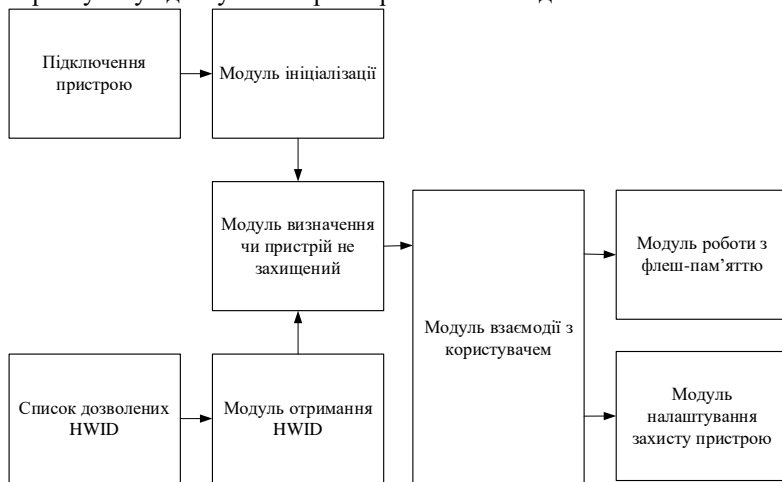 Підключення
пристрою
Модуль ініціалізації
Модуль визначення
чи пристрій не
захищений
Модуль взаємодії з
користувачем
Модуль роботи з
флеш-пам’яттю
Список дозволених
HWID
Модуль отримання
HWID
Модуль
налаштування
захисту пристрою